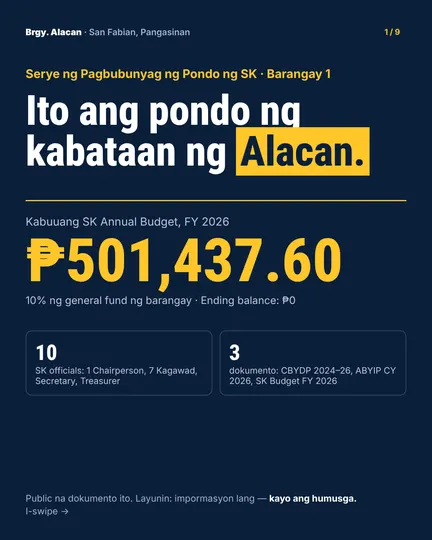 Brgy. Alacan · San Fabian, Pangasinan
1 / 9
Serye ng Pagbubunyag ng Pondo ng SK · Barangay 1
Ito ang pondo ng
kabataan ng Alacan.
Kabuuang SK Annual Budget, FY 2026
₱501,437.60
10% ng general fund ng barangay · Ending balance: ₱0
10
SK officials: 1 Chairperson, 7 Kagawad,
Secretary, Treasurer
3
dokumento: CBYDP 2024–26, ABYIP CY
2026, SK Budget FY 2026
Public na dokumento ito. Layunin: impormasyon lang — kayo ang humusga.
I-swipe →